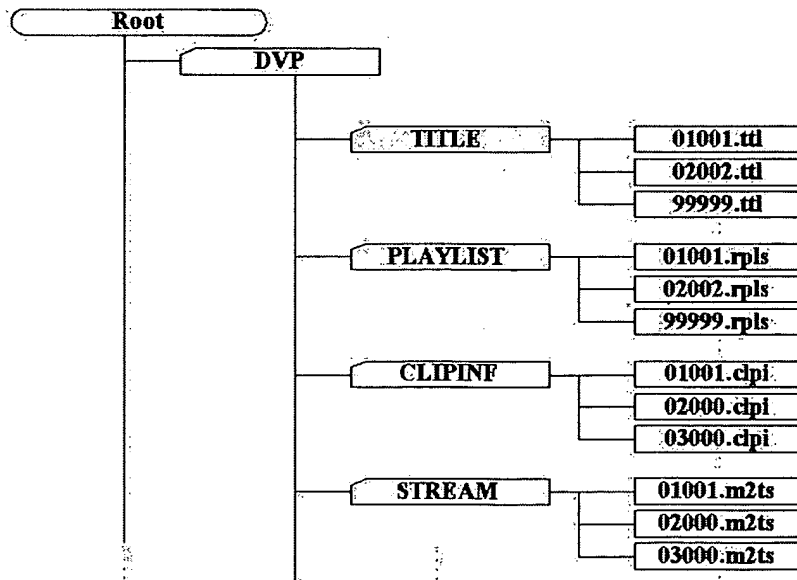 Root
DVP
TITLE
01001.ttl
02002.ttl
99999.ttl
PLAYLIST
01001.rpls
02002.rpls
99999.rpls
CLIPINF
01001.clpi
02000.clpi
03000.clpi
STREAM
01001.m2ts
02000.m2ts
03000.m2ts